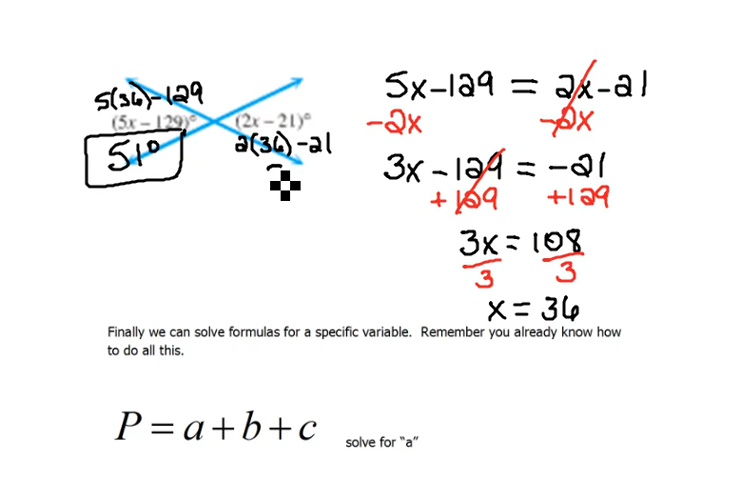 5(36)-129
(5x - 129)°
51°
(2x - 21)°
2(36)-21
5x-129 = 2x-21
-2x -2x
3x - 129 = -21
+129 +129
3x = 108
3 3
x = 36
Finally we can solve formulas for a specific variable. Remember you already know how
to do all this.
P = a + b + c solve for "a"